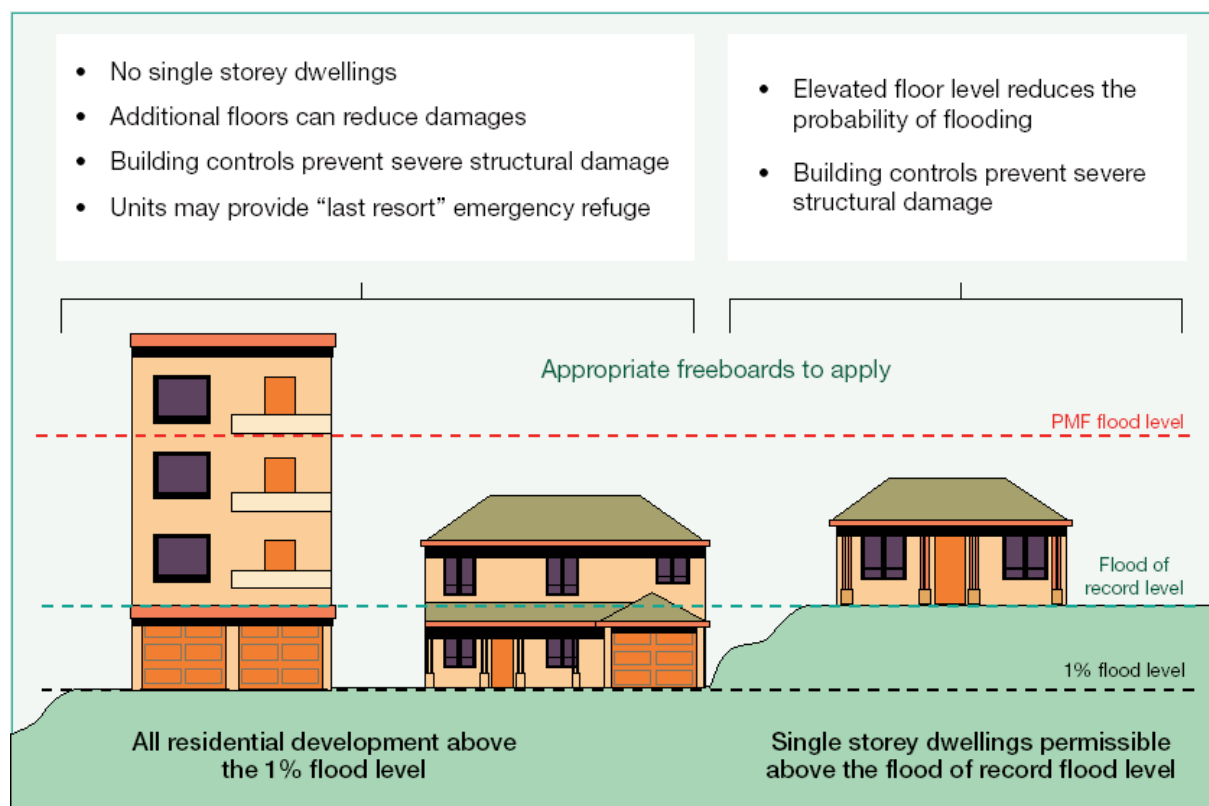 • No single storey dwellings
• Additional floors can reduce damages
• Building controls prevent severe structural damage
• Units may provide “last resort” emergency refuge
• Elevated floor level reduces the
probability of flooding
• Building controls prevent severe
structural damage
Appropriate freeboards to apply
PMF flood level
Flood of
record level
1% flood level
All residential development above
the 1% flood level
Single storey dwellings permissible
above the flood of record flood level